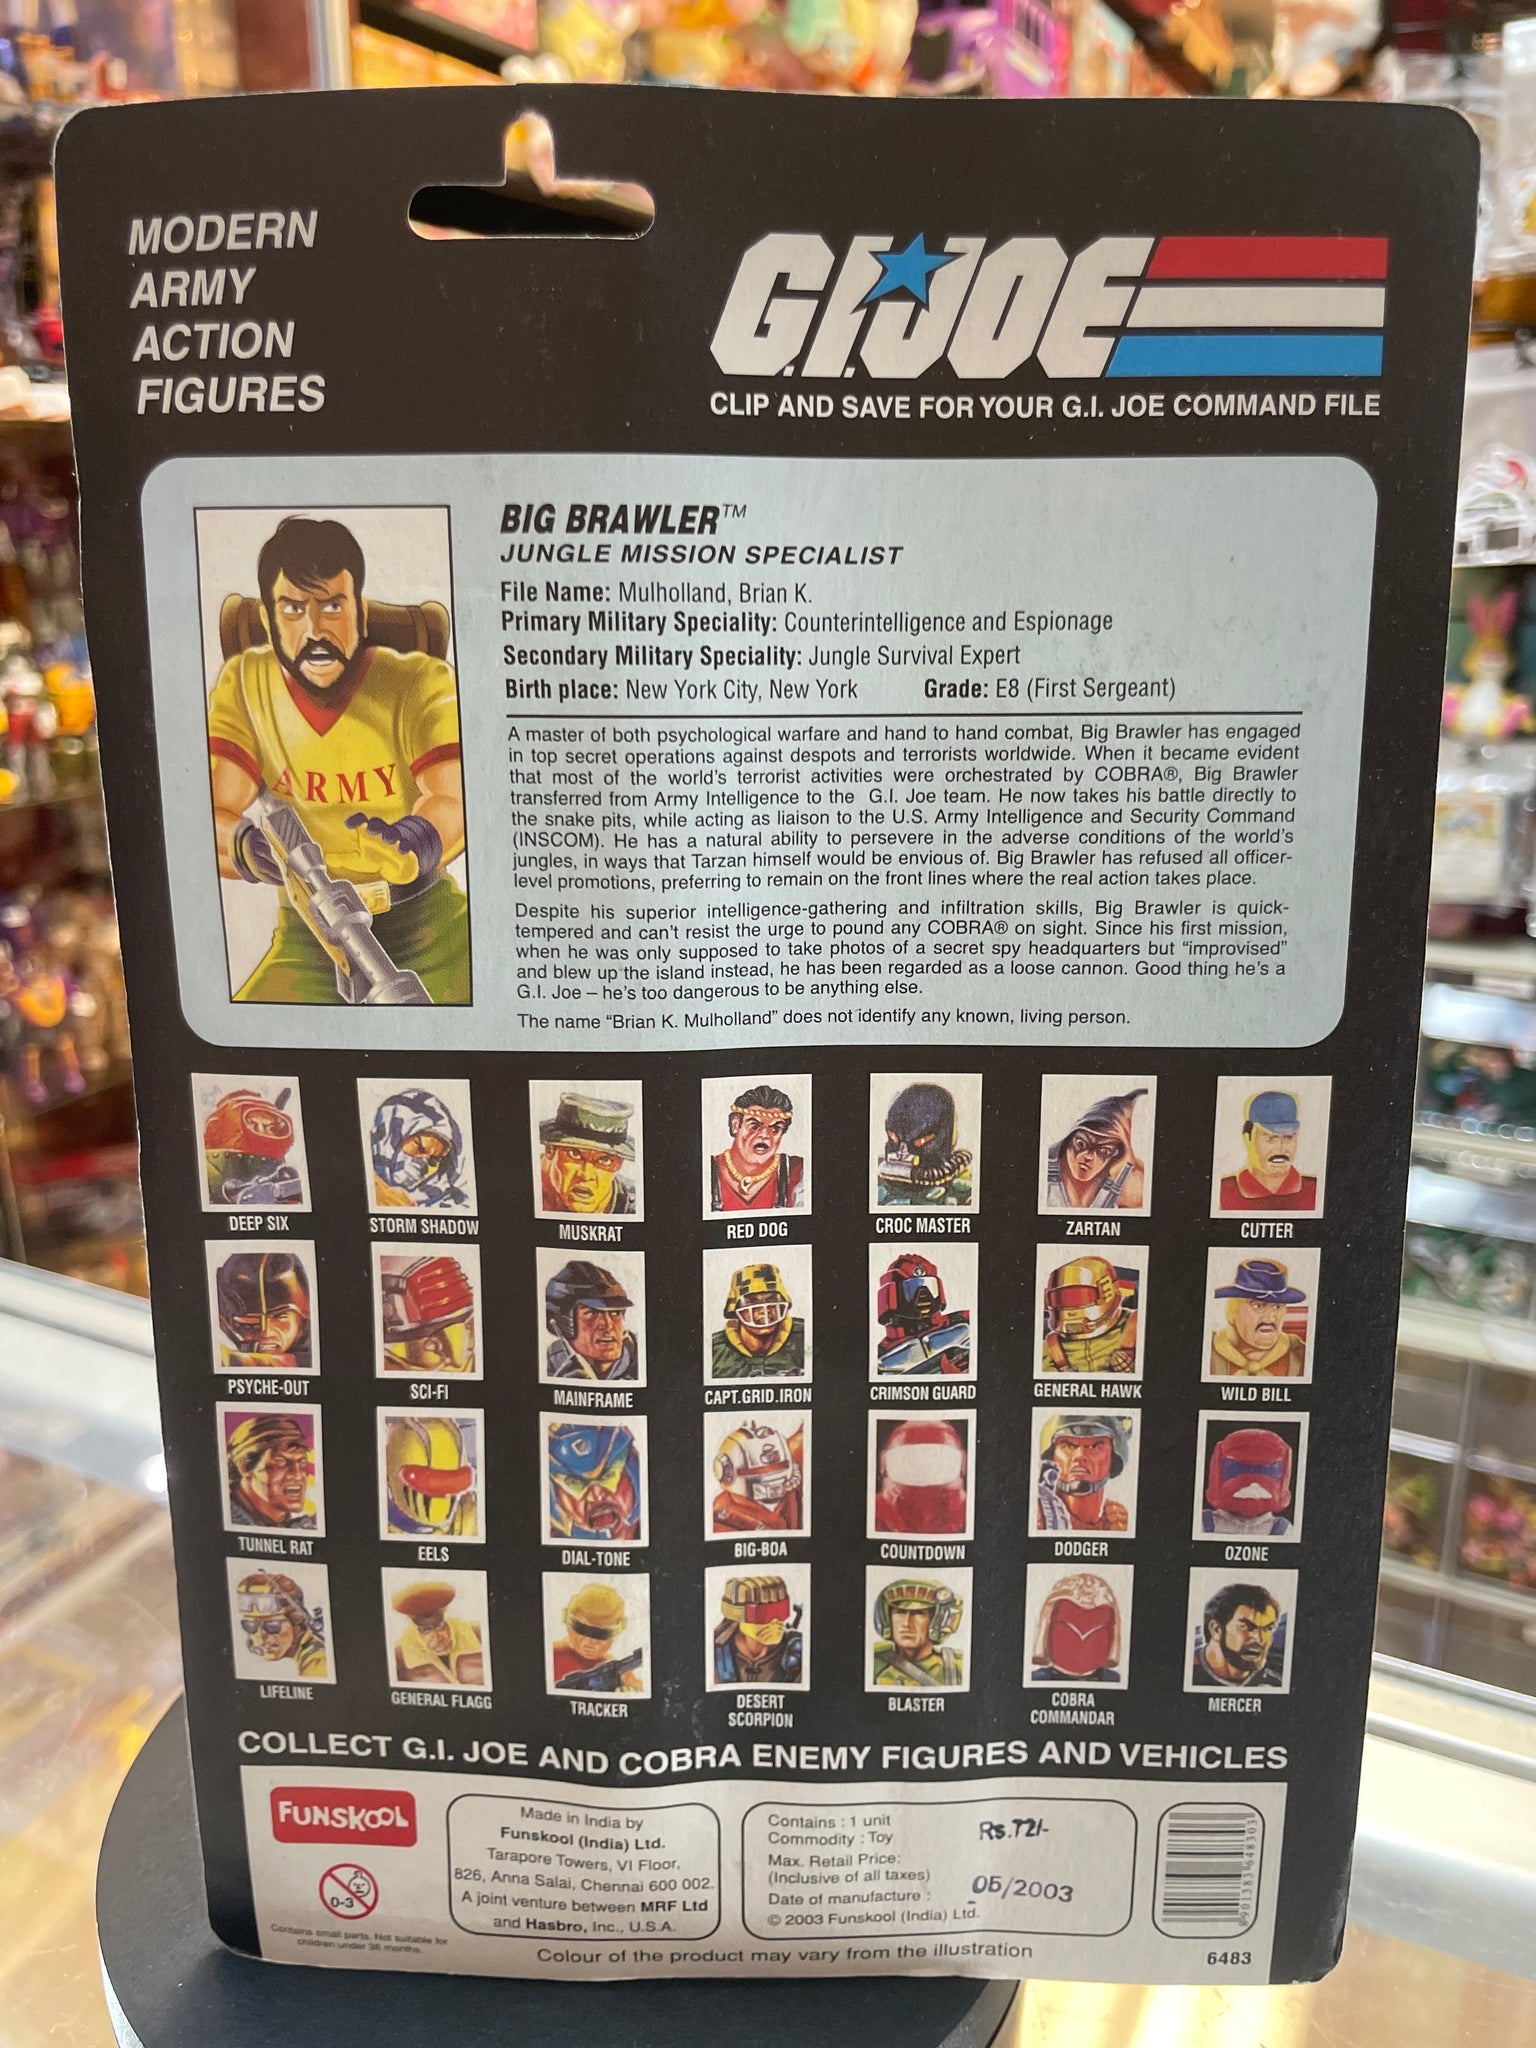 MODERN
ARMY
ACTION
FIGURES
G.I. JOE
CLIP AND SAVE FOR YOUR G.I. JOE COMMAND FILE
ARMY
BIG BRAWLER™
JUNGLE MISSION SPECIALIST
File Name: Mulholland, Brian K.
Primary Military Speciality: Counterintelligence and Espionage
Secondary Military Speciality: Jungle Survival Expert
Birth place: New York City, New York Grade: E8 (First Sergeant)
A master of both psychological warfare and hand to hand combat, Big Brawler has engaged
in top secret operations against despots and terrorists worldwide. When it became evident
that most of the world's terrorist activities were orchestrated by COBRA®, Big Brawler
transferred from Army Intelligence to the G.I. Joe team. He now takes his battle directly to
the snake pits, while acting as liaison to the U.S. Army Intelligence and Security Command
(INSCOM). He has a natural ability to persevere in the adverse conditions of the world's
jungles, in ways that Tarzan himself would be envious of. Big Brawler has refused all officer-
level promotions, preferring to remain on the front lines where the real action takes place.
Despite his superior intelligence-gathering and infiltration skills, Big Brawler is quick-
tempered and can't resist the urge to pound any COBRA® on sight. Since his first mission,
when he was only supposed to take photos of a secret spy headquarters but “improvised”
and blew up the island instead, he has been regarded as a loose cannon. Good thing he's a
G.I. Joe – he's too dangerous to be anything else.
The name “Brian K. Mulholland” does not identify any known, living person.
DEEP SIX
STORM SHADOW
MUSKRAT
RED DOG
CROC MASTER
ZARTAN
CUTTER
PSYCHE-OUT
SCI-FI
MAINFRAME
CAPT.GRID.IRON
CRIMSON GUARD
GENERAL HAWK
WILD BILL
TUNNEL RAT
EELS
DIAL-TONE
BIG-BOA
COUNTDOWN
DODGER
OZONE
LIFELINE
GENERAL FLAGG
TRACKER
DESERT
SCORPION
BLASTER
COBRA
COMMANDAR
MERCER
COLLECT G.I. JOE AND COBRA ENEMY FIGURES AND VEHICLES
FUNSKOOL
0-3
Contains small parts. Not suitable for
children under 36 months.
Made in India by
Funskool (India) Ltd.
Tarapore Towers, VI Floor,
826, Anna Salai, Chennai 600 002.
A joint venture between MRF Ltd
and Hasbro, Inc., U.S.A.
Contains : 1 unit
Commodity : Toy
Max. Retail Price: Rs.72/-
(Inclusive of all taxes)
Date of manufacture : 05/2003
© 2003 Funskool (India) Ltd.
8901383648303
6483
Colour of the product may vary from the illustration